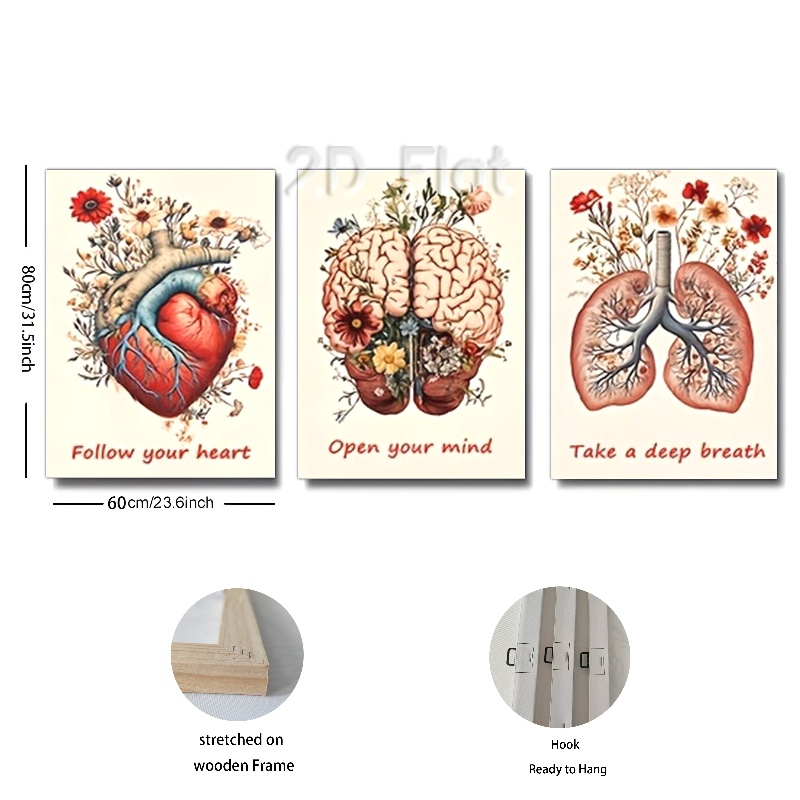 2D Flat
80cm/31.5inch
Follow your heart
Open your mind
Take a deep breath
60cm/23.6inch
stretched on
wooden Frame
Hook
Ready to Hang